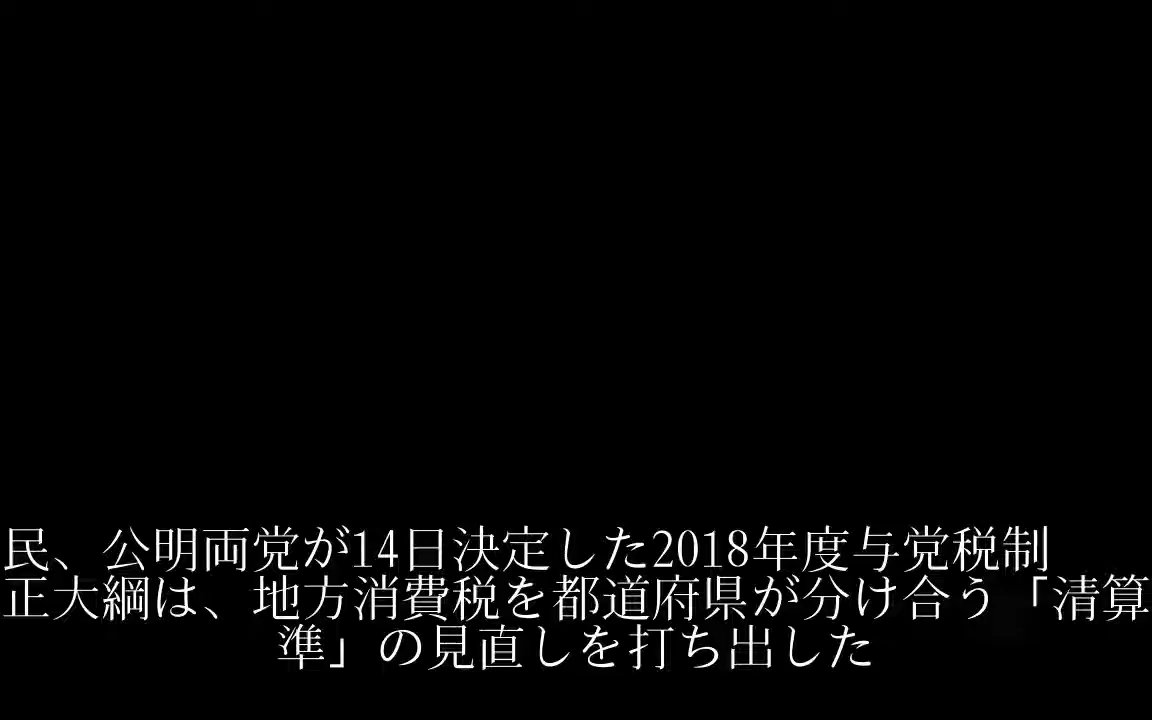 民、公明両党が14日決定した2018年度与党税制
正大綱は、地方消費税を都道府県が分け合う「清算
準」の見直しを打ち出した